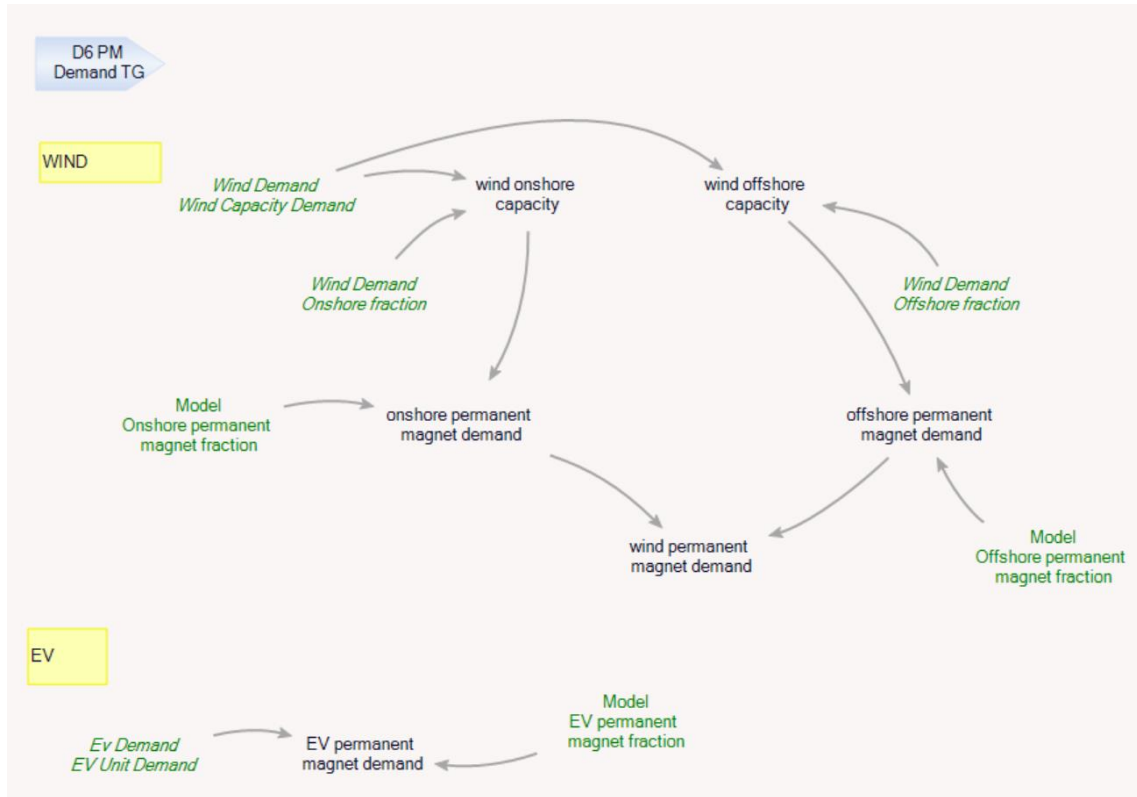 D6 PM
Demand TG
WIND
Wind Demand
Wind Capacity Demand
wind onshore
capacity
wind offshore
capacity
Wind Demand
Onshore fraction
Wind Demand
Offshore fraction
Model
Onshore permanent
magnet fraction
onshore permanent
magnet demand
offshore permanent
magnet demand
wind permanent
magnet demand
Model
Offshore permanent
magnet fraction
EV
Ev Demand
EV Unit Demand
EV permanent
magnet demand
Model
EV permanent
magnet fraction